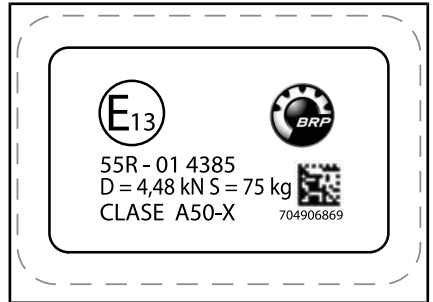 E13
BRP
55R - 01 4385
D = 4,48 kN S = 75 kg
CLASE A50-X
704906869